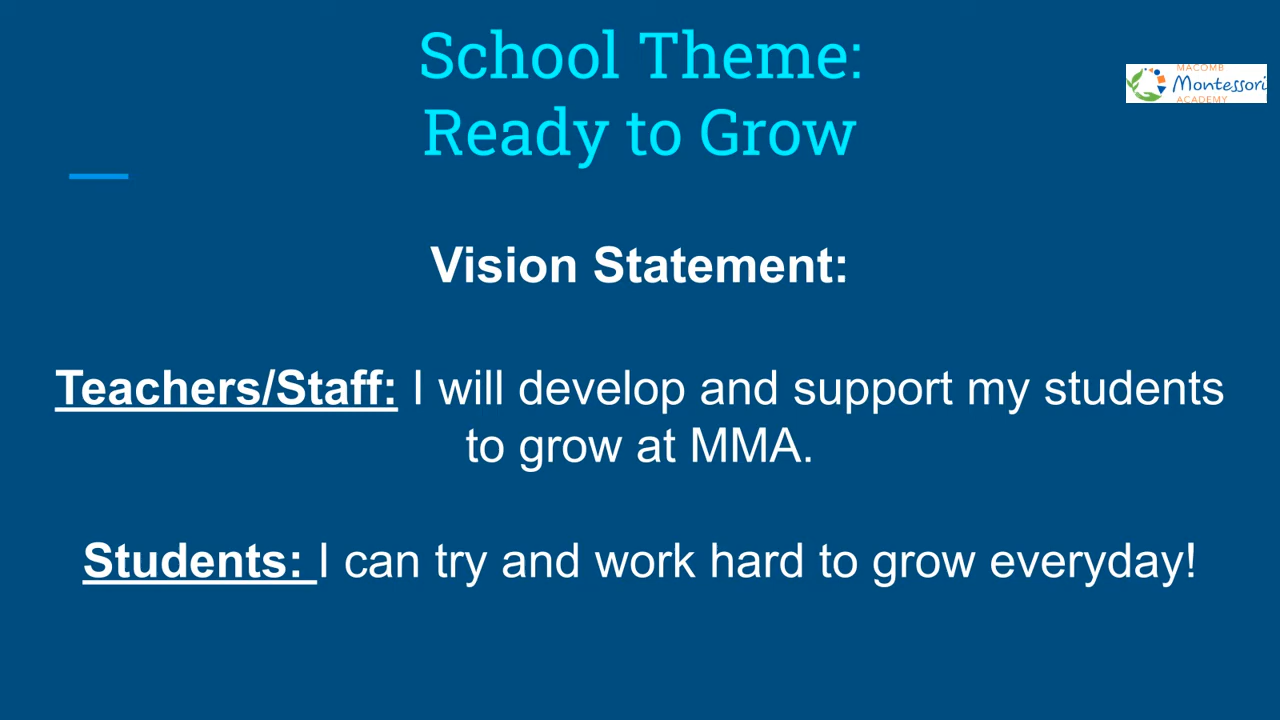 School Theme:
Ready to Grow
MACOMB
Montessori
ACADEMY
Vision Statement:
Teachers/Staff: I will develop and support my students
to grow at MMA.
Students: I can try and work hard to grow everyday!